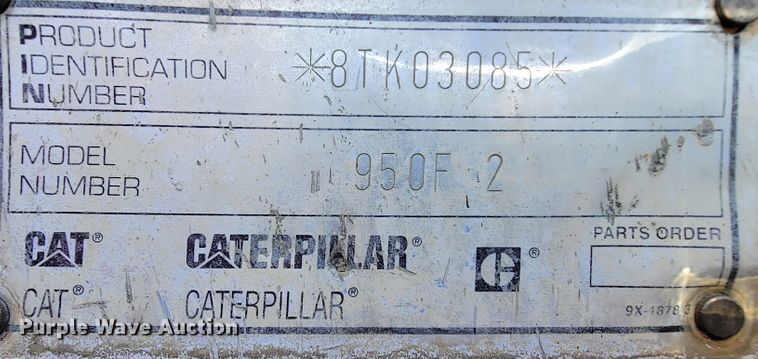 PRODUCT
IDENTIFICATION
NUMBER
*8TK03085*
MODEL
NUMBER
950F 2
CAT® CATERPILLAR® ®
PARTS ORDER
CAT® CATERPILLAR®
Purple Wave Auction